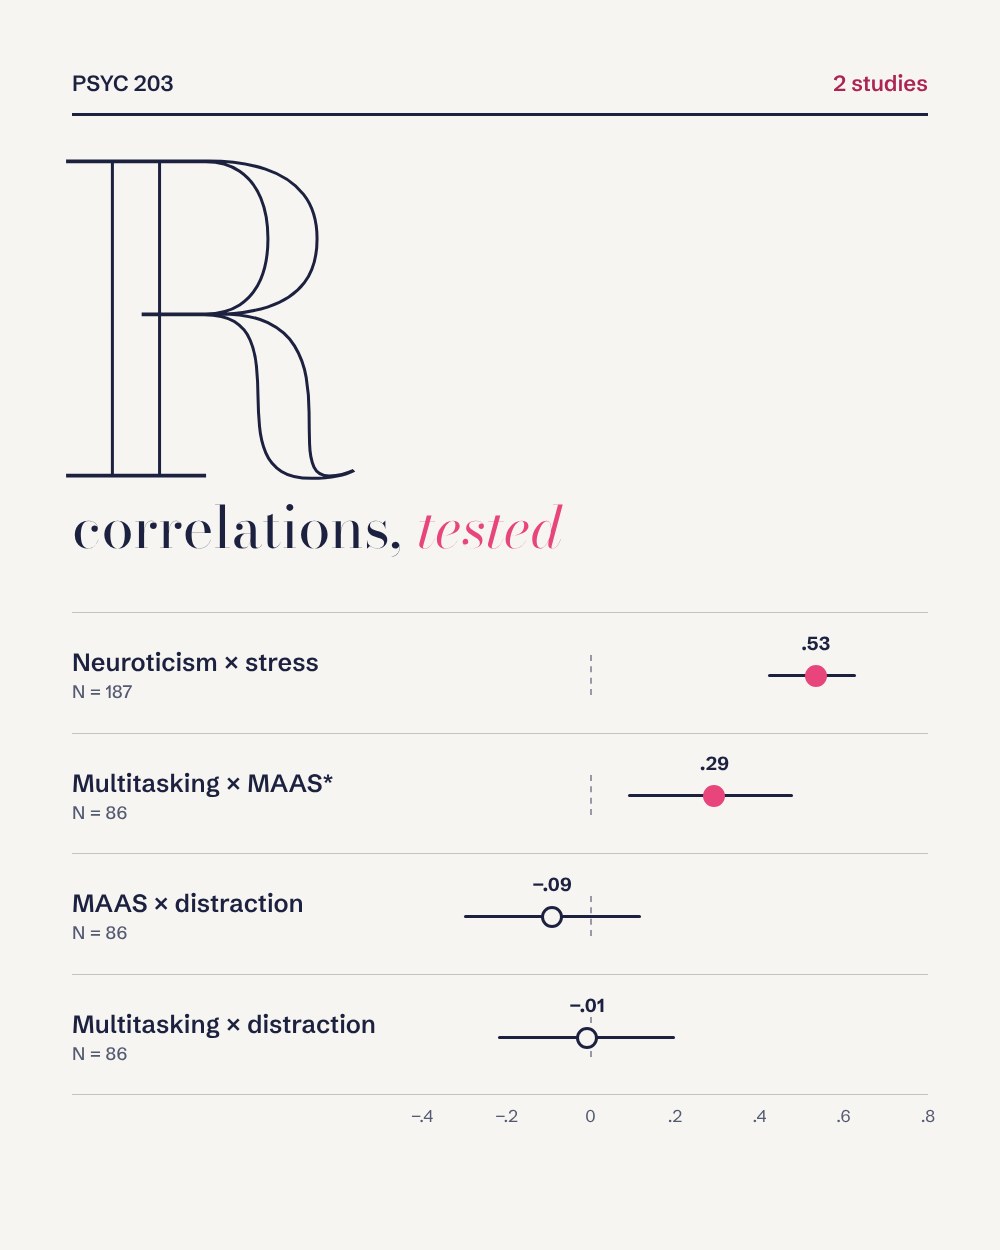 PSYC 203
2 studies
R
correlations, tested
.53
Neuroticism × stress
N = 187
.29
Multitasking × MAAS*
N = 86
–.09
MAAS × distraction
N = 86
–.01
Multitasking × distraction
N = 86
–.4 –.2 0 .2 .4 .6 .8